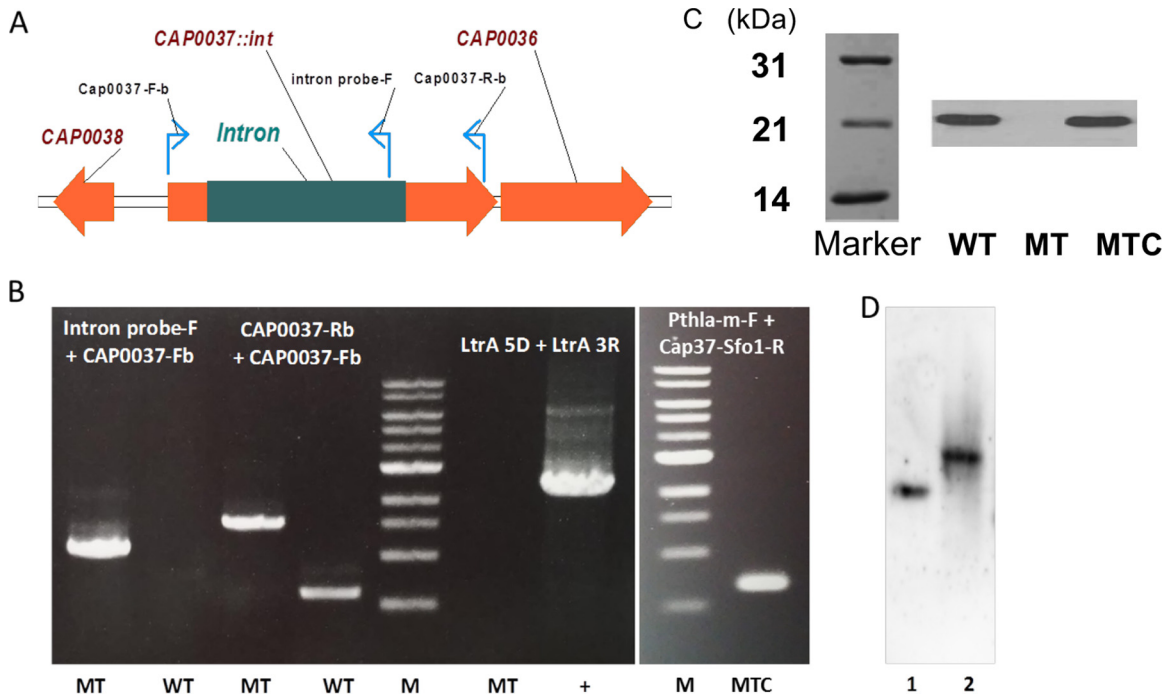 A
CAP0037::int
CAP0036
Cap0037-F-b
intron probe-F
Cap0037-R-b
CAP0038
Intron
C (kDa)
31
21
14
Marker WT MT MTC
B
Intron probe-F
+ CAP0037-Fb
CAP0037-Rb
+ CAP0037-Fb
LtrA 5D + LtrA 3R
Pthla-m-F +
Cap37-Sfo1-R
MT WT MT WT M MT + M MTC
D
1 2